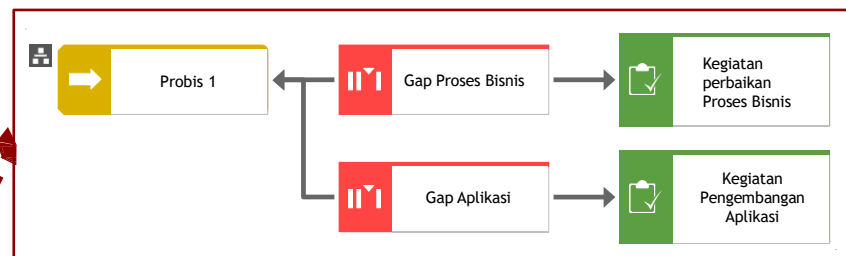 Probis 1
Gap Proses Bisnis
Kegiatan
perbaikan
Proses Bisnis
Gap Aplikasi
Kegiatan
Pengembangan
Aplikasi